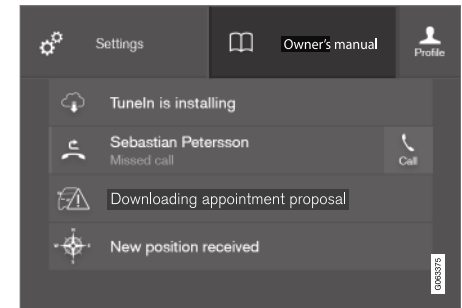 Settings
Owner's manual
Profile
TuneIn is installing
Sebastian Petersson
Missed call
Call
Downloading appointment proposal
New position received
G063375